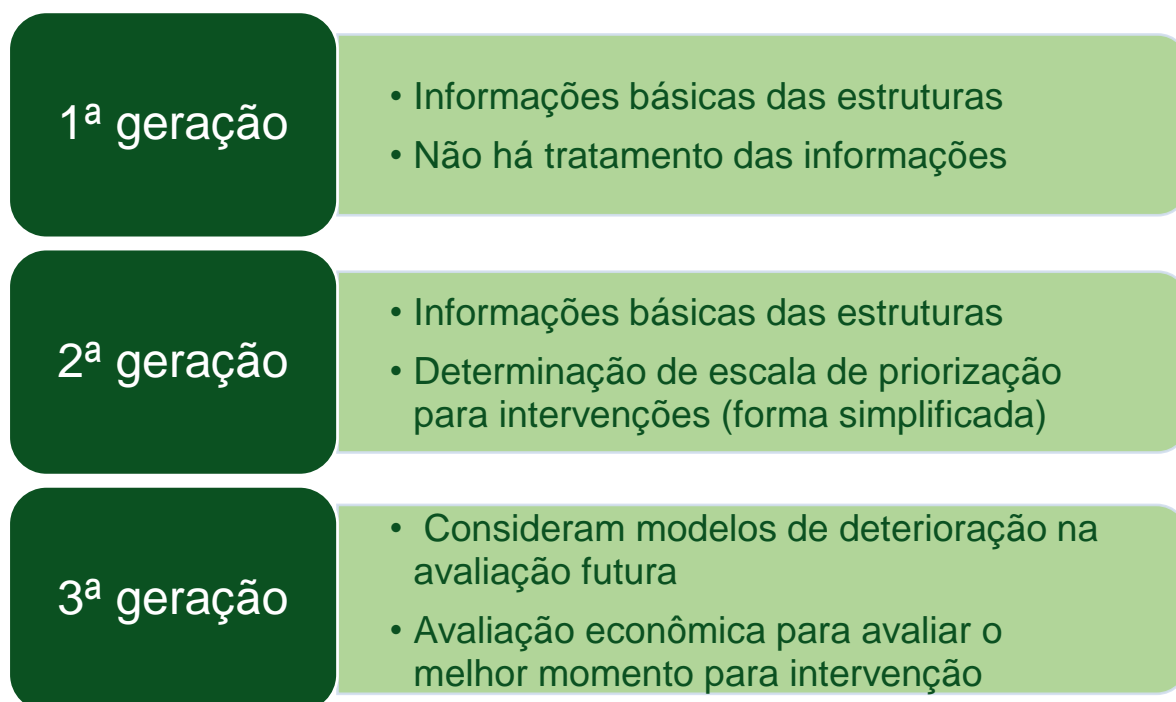 1ª geração
• Informações básicas das estruturas
• Não há tratamento das informações
2ª geração
• Informações básicas das estruturas
• Determinação de escala de priorização
para intervenções (forma simplificada)
3ª geração
• Consideram modelos de deterioração na
avaliação futura
• Avaliação econômica para avaliar o
melhor momento para intervenção